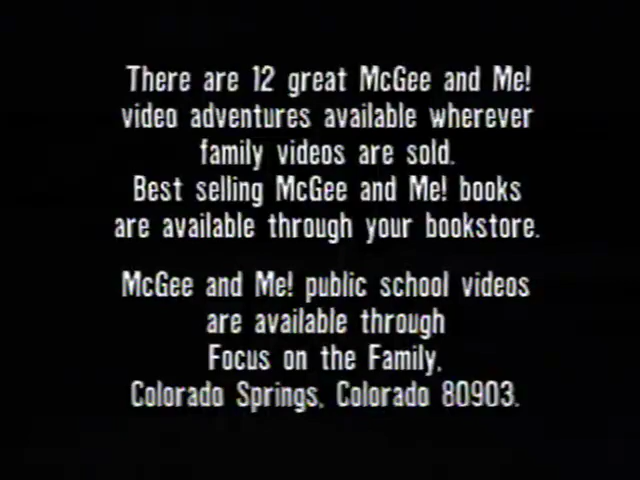 There are 12 great McGee and Me!
video adventures available wherever
family videos are sold.
Best selling McGee and Me! books
are available through your bookstore.
McGee and Me! public school videos
are available through
Focus on the Family,
Colorado Springs, Colorado 80903.